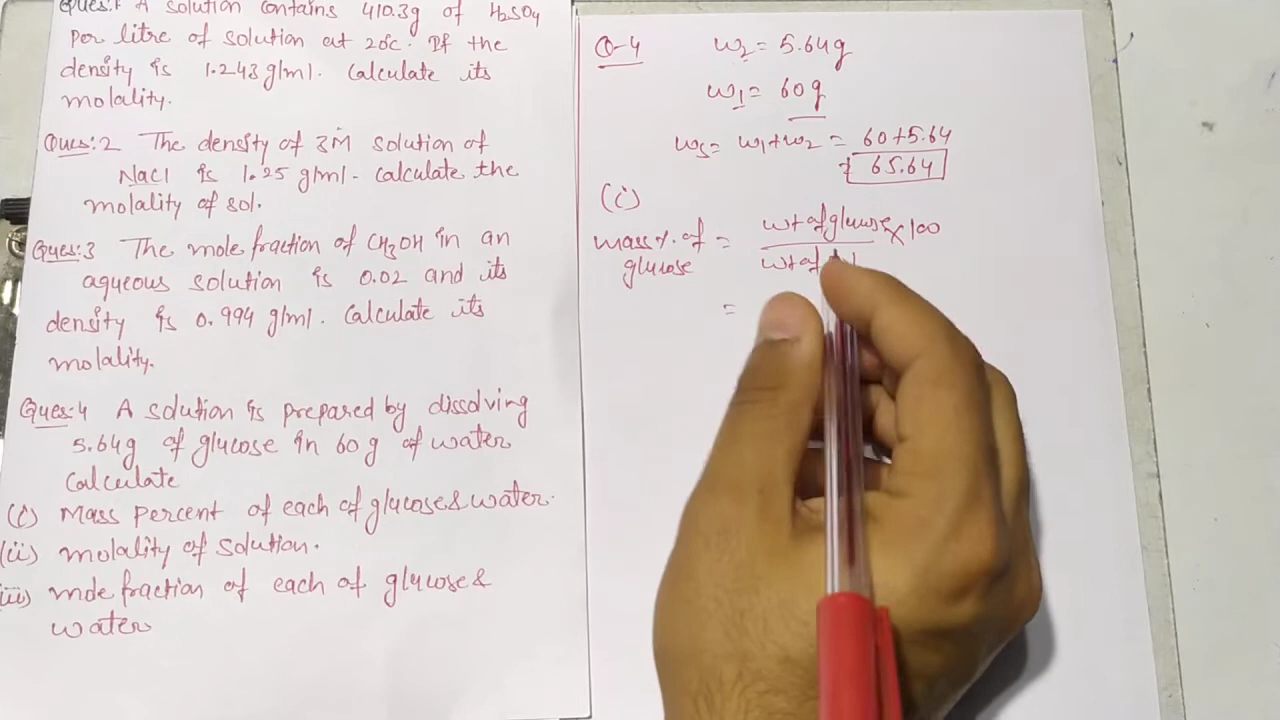 Ques:1 A solution contains 410.3g of H2SO4
per litre of solution at 20c. If the
density is 1.243g/ml. Calculate its
molality.
Ques:2 The density of 3M solution of
NaCl is 1.25 g/ml. calculate the
molality of sol.
Ques:3 The mole fraction of CH3OH in an
aqueous solution is 0.02 and its
density is 0.994 g/ml. Calculate its
molality.
Ques:4 A solution is prepared by dissolving
5.64g of glucose in 60 g of water
Calculate
(i) Mass percent of each of glucose & water.
(ii) molality of solution.
(iii) mole fraction of each of glucose &
water
Q-4 w2 = 5.64g
w1 = 60g
ws = w1+w2 = 60+5.64
= 65.64
(i)
mass %. of glucose = wt of glucose × 100
wt of
=